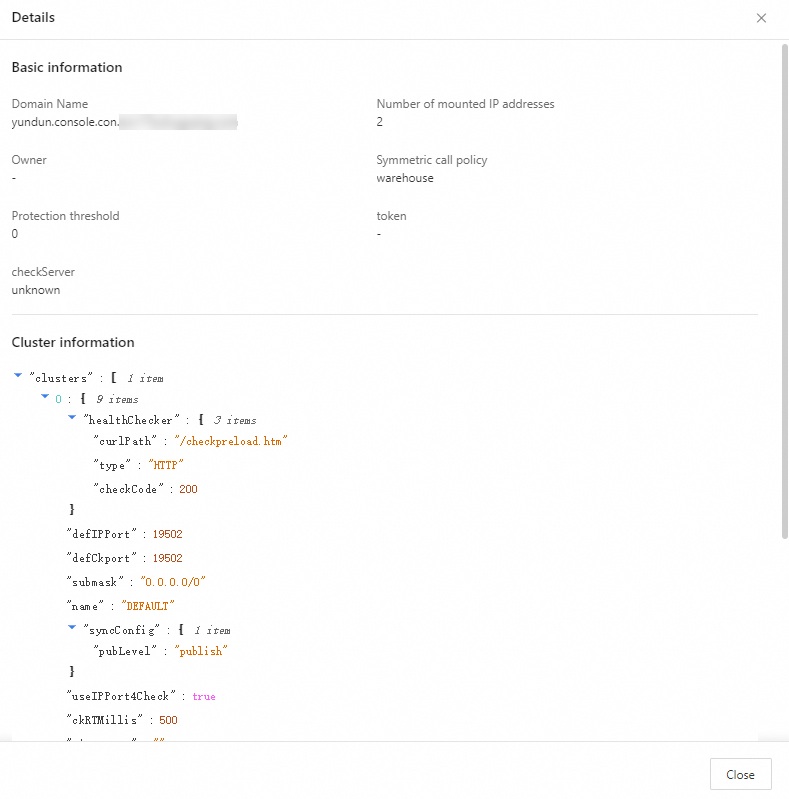 Details
Basic information
Domain Name
Number of mounted IP addresses
yundun.console.con.
2
Owner
Symmetric call policy
-
warehouse
Protection threshold
token
0
-
checkServer
unknown
Cluster information
"clusters" : [ 1 item
0 : { 9 items
"healthChecker" : { 3 items
"curlPath" : "/checkpreload.htm"
"type" : "HTTP"
"checkCode" : 200
}
"defIPPort" : 19502
"defCkport" : 19502
"submask" : "0.0.0.0/0"
"name" : "DEFAULT"
"syncConfig" : { 1 item
"pubLevel" : "publish"
}
"useIPPort4Check" : true
"ckRTMillis" : 500
Close